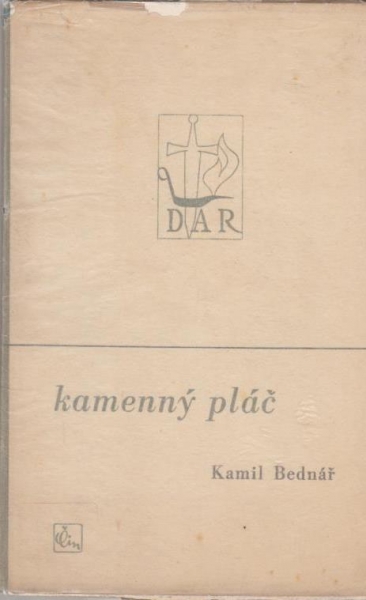 DAR
kamenný pláč
Kamil Bednář
Čin